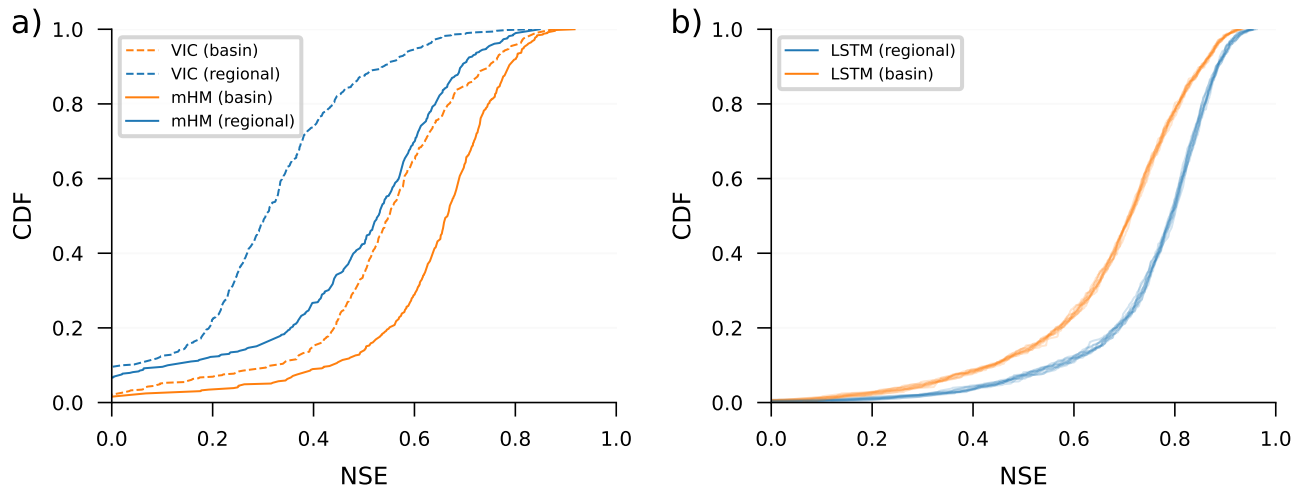 a)
1.0
0.8
0.6
0.4
0.2
0.0
CDF
VIC (basin)
VIC (regional)
mHM (basin)
mHM (regional)
0.0 0.2 0.4 0.6 0.8 1.0
NSE
b)
1.0
0.8
0.6
0.4
0.2
0.0
CDF
LSTM (regional)
LSTM (basin)
0.0 0.2 0.4 0.6 0.8 1.0
NSE